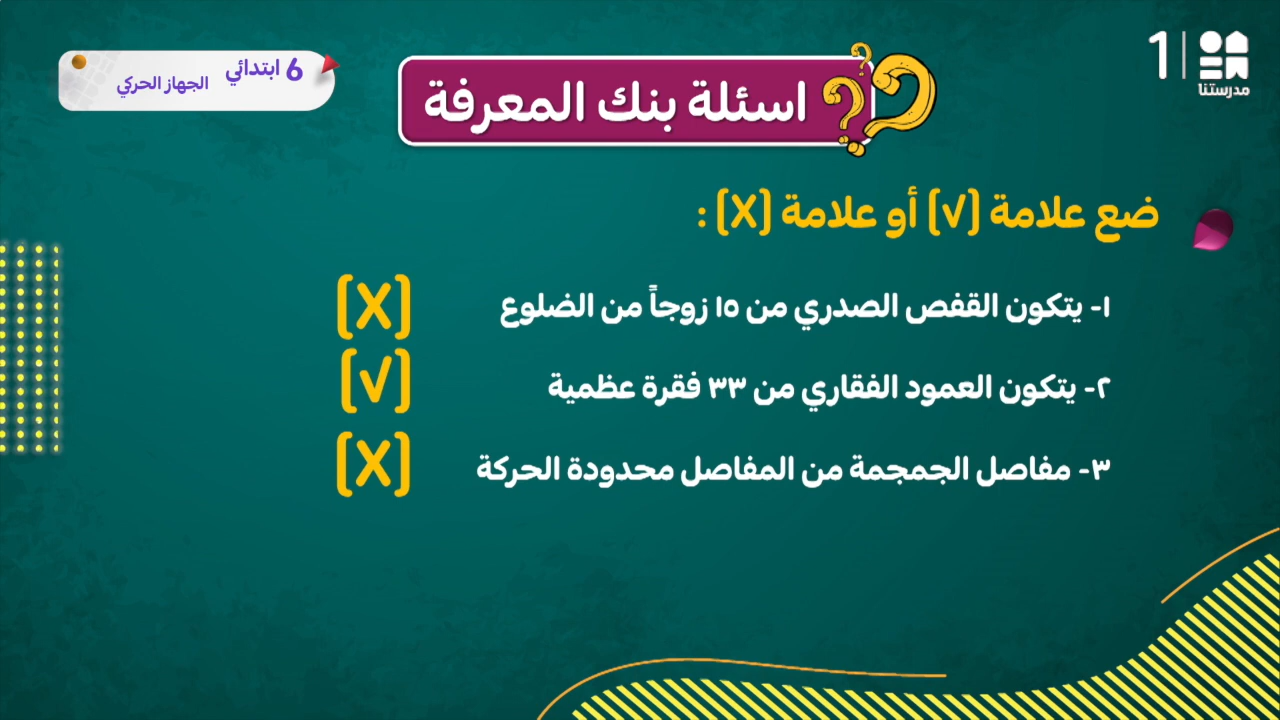 مدرستنا 1
اسئلة بنك المعرفة
6 ابتدائي
الجهاز الحركي
ضع علامة (√) أو علامة (X) :
١- يتكون القفص الصدري من ١٥ زوجاً من الضلوع (X)
٢- يتكون العمود الفقاري من ٣٣ فقرة عظمية (√)
٣- مفاصل الجمجمة من المفاصل محدودة الحركة (X)